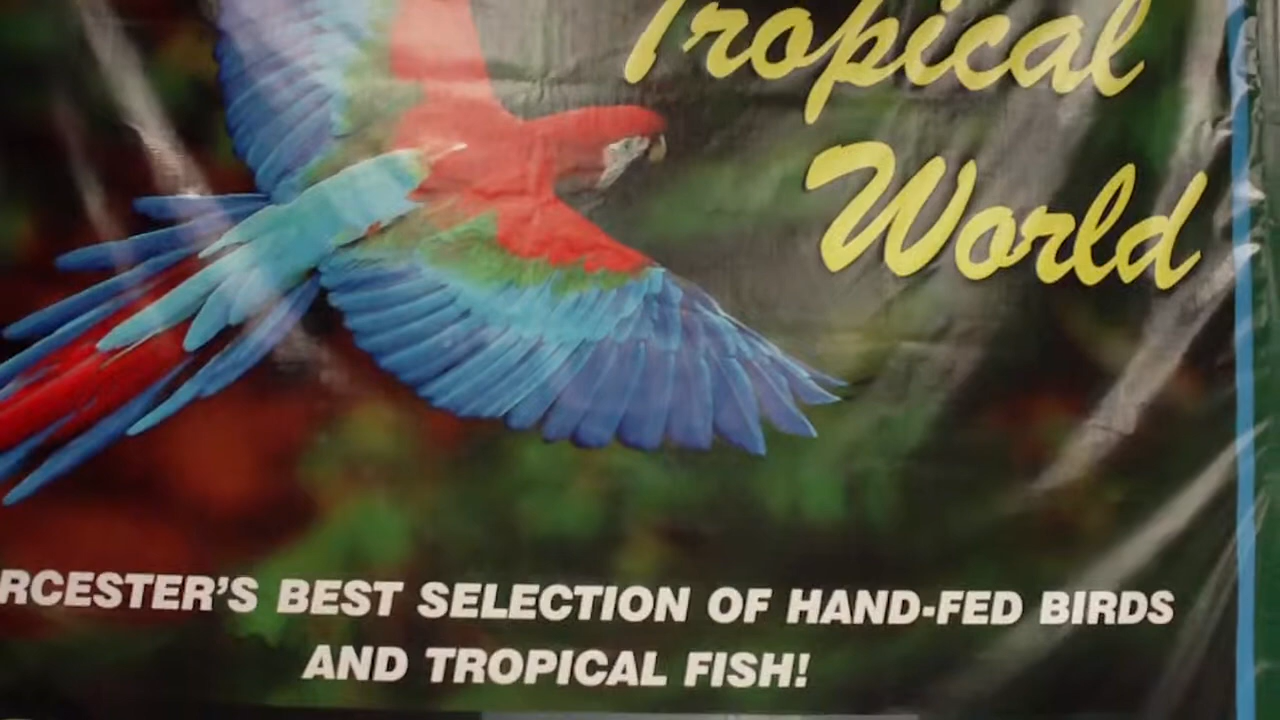 Tropical
World
RCESTER'S BEST SELECTION OF HAND-FED BIRDS
AND TROPICAL FISH!